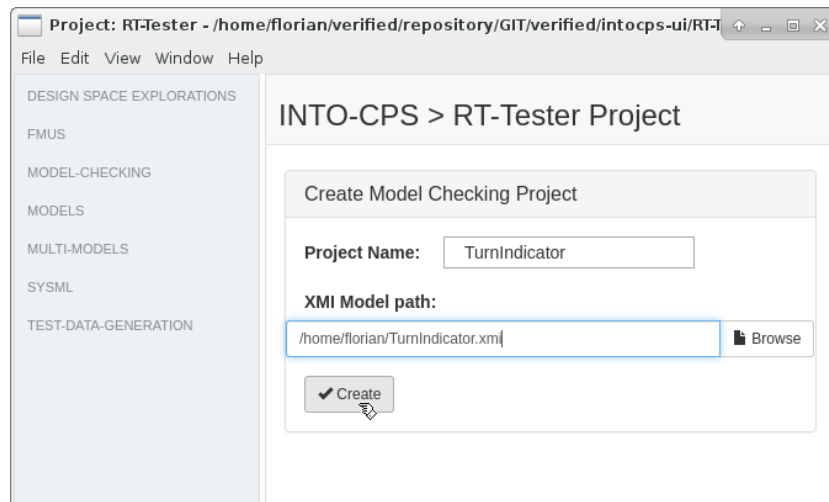 Project: RT-Tester - /home/florian/verified/repository/GIT/verified/intocps-ui/RT-T
File Edit View Window Help
DESIGN SPACE EXPLORATIONS
FMUS
MODEL-CHECKING
MODELS
MULTI-MODELS
SYSML
TEST-DATA-GENERATION
INTO-CPS > RT-Tester Project
Create Model Checking Project
Project Name: TurnIndicator
XMI Model path:
/home/florian/TurnIndicator.xmi Browse
Create